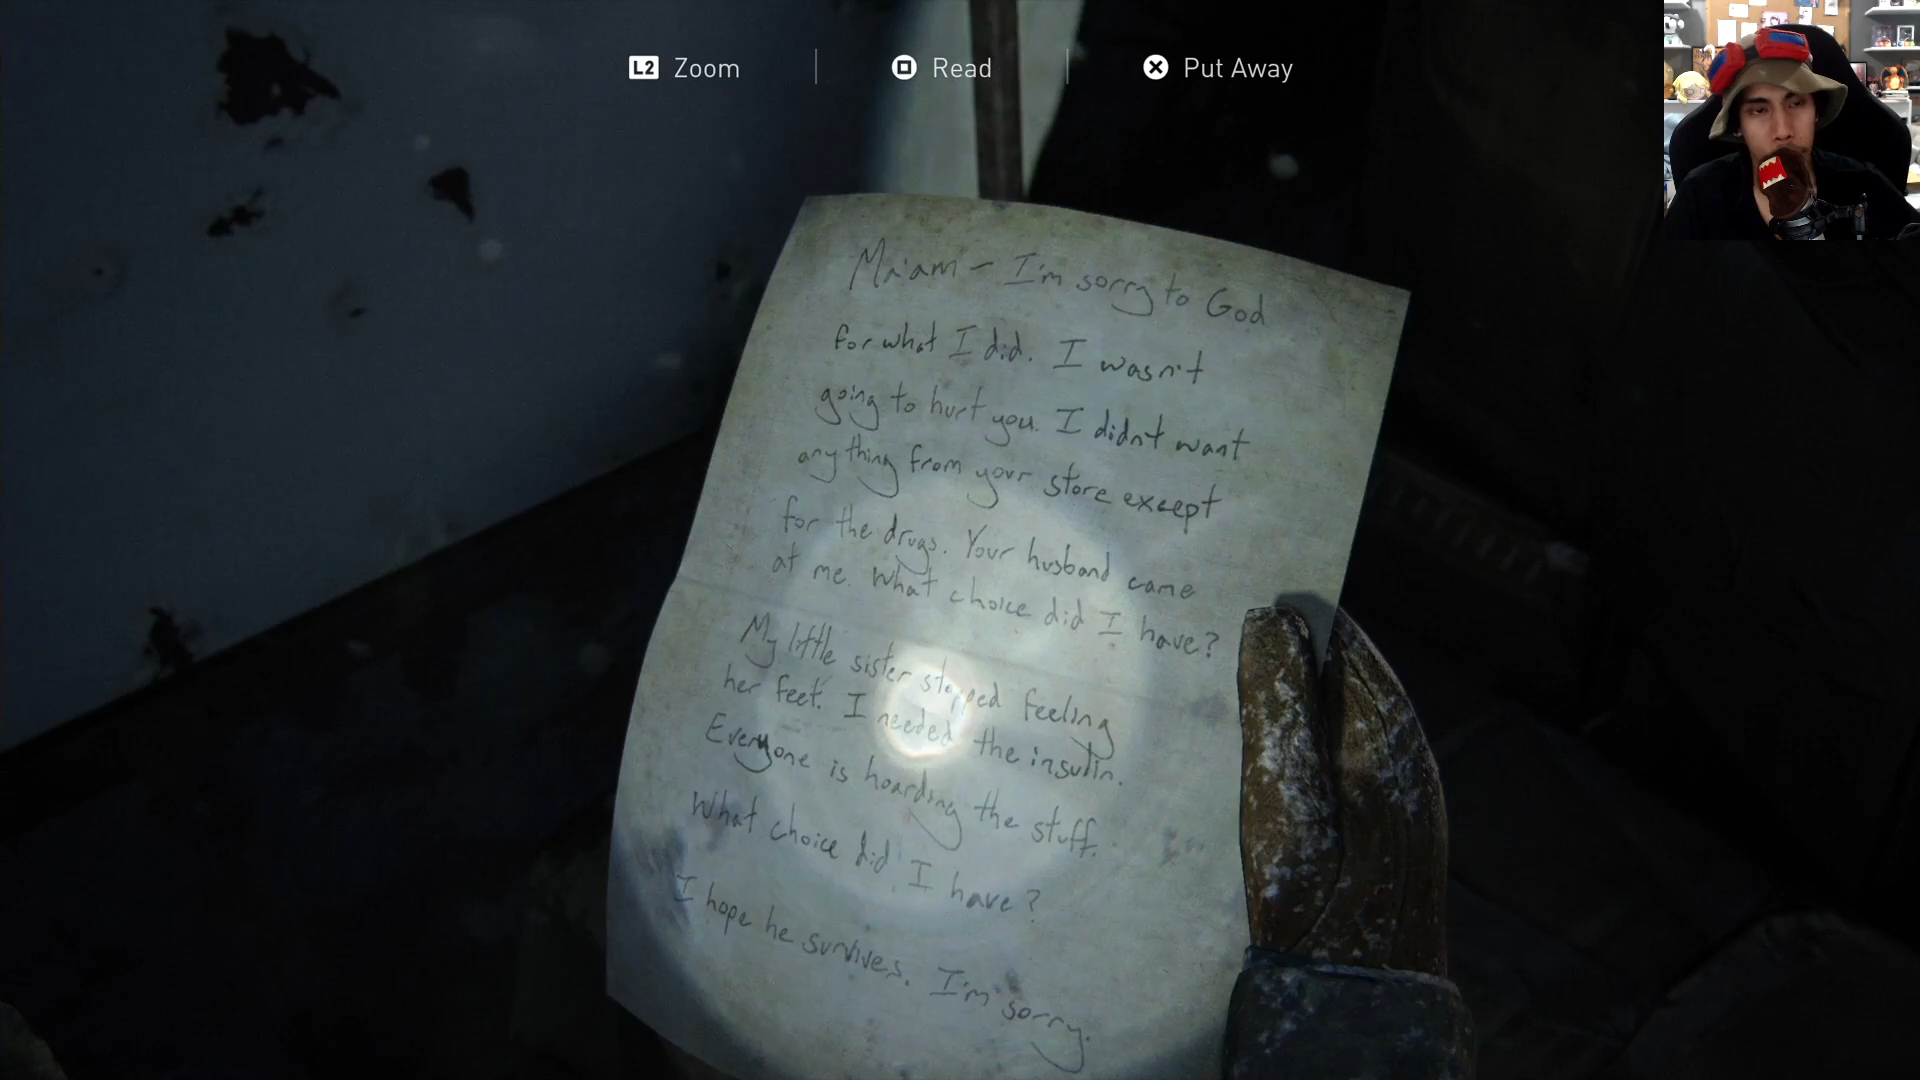 L2 Zoom Read Put Away
Ma'am - I'm sorry to God
for what I did. I wasn't
going to hurt you. I didn't want
anything from your store except
for the drugs. Your husband came
at me. What choice did I have?
My little sister stopped feeling
her feet. I needed the insulin.
Everyone is hoarding the stuff.
What choice did I have?
I hope he survives. I'm sorry.